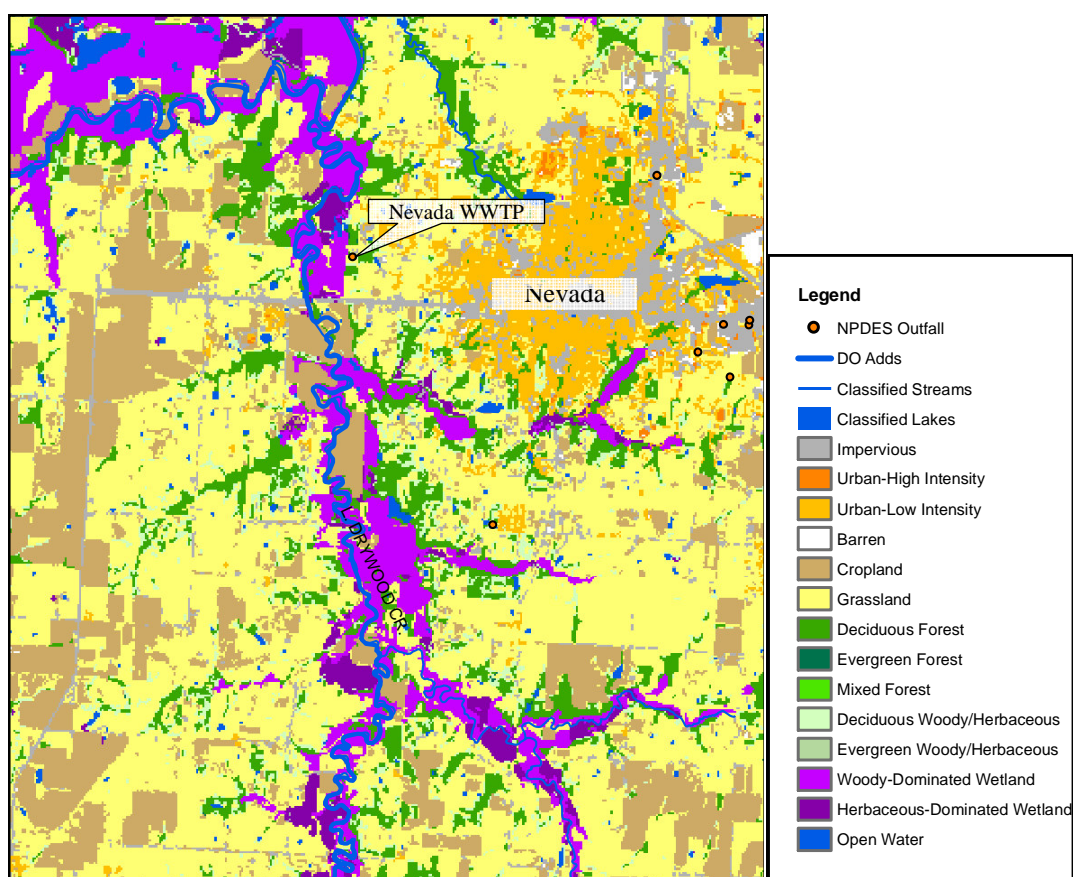 Nevada WWTP
Nevada
L. DRYWOOD CR
Legend
NPDES Outfall
DO Adds
Classified Streams
Classified Lakes
Impervious
Urban-High Intensity
Urban-Low Intensity
Barren
Cropland
Grassland
Deciduous Forest
Evergreen Forest
Mixed Forest
Deciduous Woody/Herbaceous
Evergreen Woody/Herbaceous
Woody-Dominated Wetland
Herbaceous-Dominated Wetland
Open Water